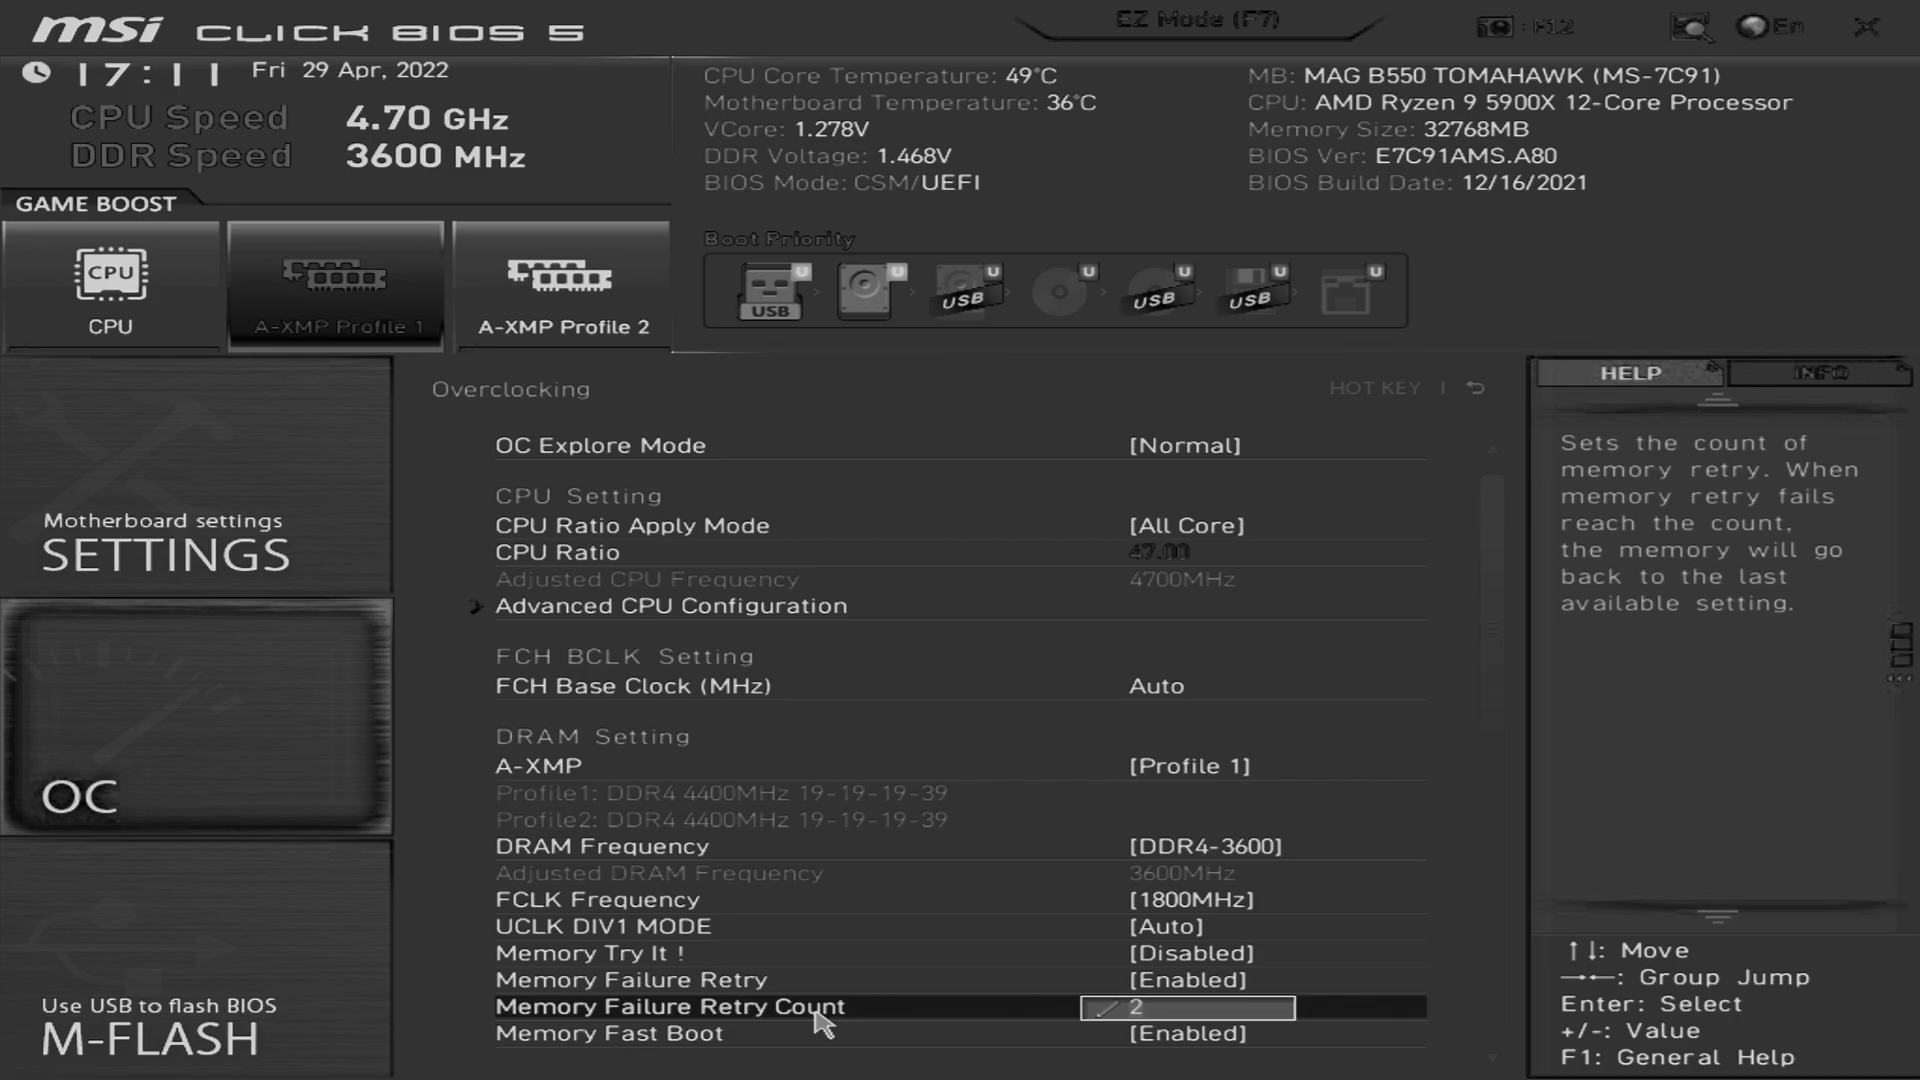 msi CLICK BIOS 5
EZ Mode (F7)
: F12
En
17:11 Fri 29 Apr, 2022
CPU Speed 4.70 GHz
DDR Speed 3600 MHz
CPU Core Temperature: 49°C
Motherboard Temperature: 36°C
VCore: 1.278V
DDR Voltage: 1.468V
BIOS Mode: CSM/UEFI
MB: MAG B550 TOMAHAWK (MS-7C91)
CPU: AMD Ryzen 9 5900X 12-Core Processor
Memory Size: 32768MB
BIOS Ver: E7C91AMS.A80
BIOS Build Date: 12/16/2021
GAME BOOST
CPU
CPU
A-XMP Profile 1
A-XMP Profile 2
Boot Priority
U U U U U U U
USB USB USB USB
Motherboard settings
SETTINGS
OC
Use USB to flash BIOS
M-FLASH
Overclocking
HOT KEY |
OC Explore Mode [Normal]
CPU Setting
CPU Ratio Apply Mode [All Core]
CPU Ratio 47.00
Adjusted CPU Frequency 4700MHz
Advanced CPU Configuration
FCH BCLK Setting
FCH Base Clock (MHz) Auto
DRAM Setting
A-XMP [Profile 1]
Profile1: DDR4 4400MHz 19-19-19-39
Profile2: DDR4 4400MHz 19-19-19-39
DRAM Frequency [DDR4-3600]
Adjusted DRAM Frequency 3600MHz
FCLK Frequency [1800MHz]
UCLK DIV1 MODE [Auto]
Memory Try It ! [Disabled]
Memory Failure Retry [Enabled]
Memory Failure Retry Count 2
Memory Fast Boot [Enabled]
HELP
INFO
Sets the count of
memory retry. When
memory retry fails
reach the count,
the memory will go
back to the last
available setting.
↑↓: Move
→←: Group Jump
Enter: Select
+/-: Value
F1: General Help